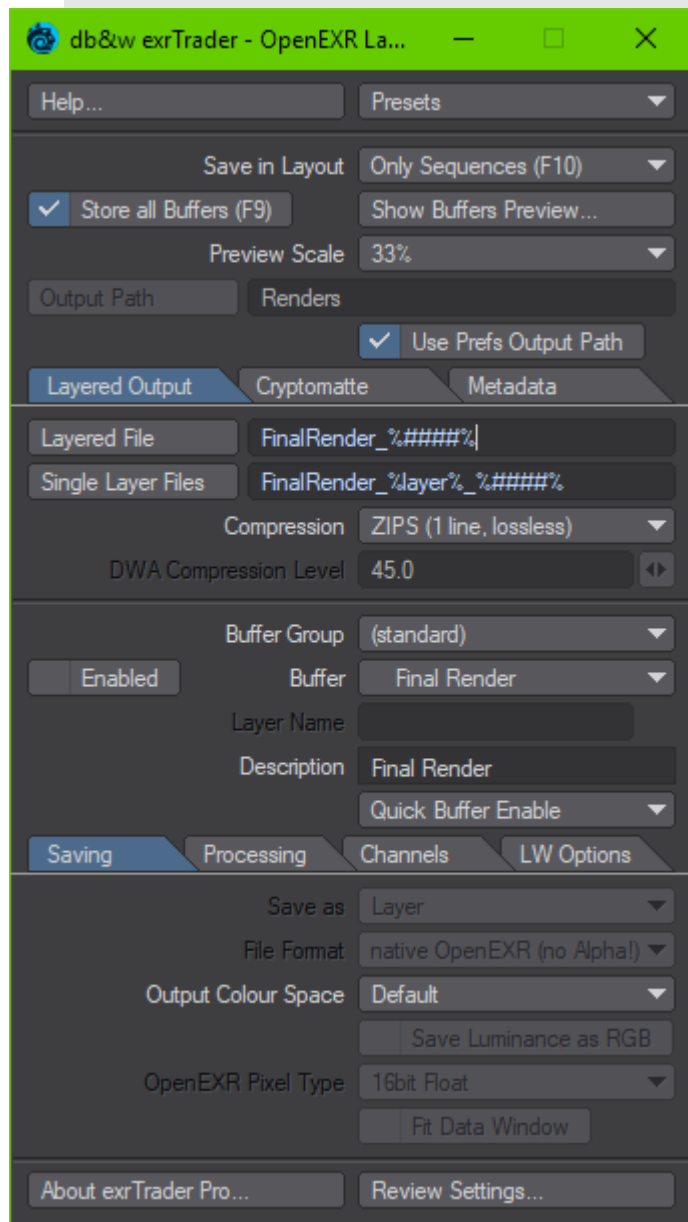 db&w exrTrader - OpenEXR La...
Help... Presets
Save in Layout Only Sequences (F10)
Store all Buffers (F9) Show Buffers Preview...
Preview Scale 33%
Output Path Renders
Use Prefs Output Path
Layered Output Cryptomatte Metadata
Layered File FinalRender_%####%
Single Layer Files FinalRender_%layer%_%####%
Compression ZIPS (1 line, lossless)
DWA Compression Level 45.0
Buffer Group (standard)
Enabled Buffer Final Render
Layer Name
Description Final Render
Quick Buffer Enable
Saving Processing Channels LW Options
Save as Layer
File Format native OpenEXR (no Alpha!)
Output Colour Space Default
Save Luminance as RGB
OpenEXR Pixel Type 16bit Float
Fit Data Window
About exrTrader Pro... Review Settings...